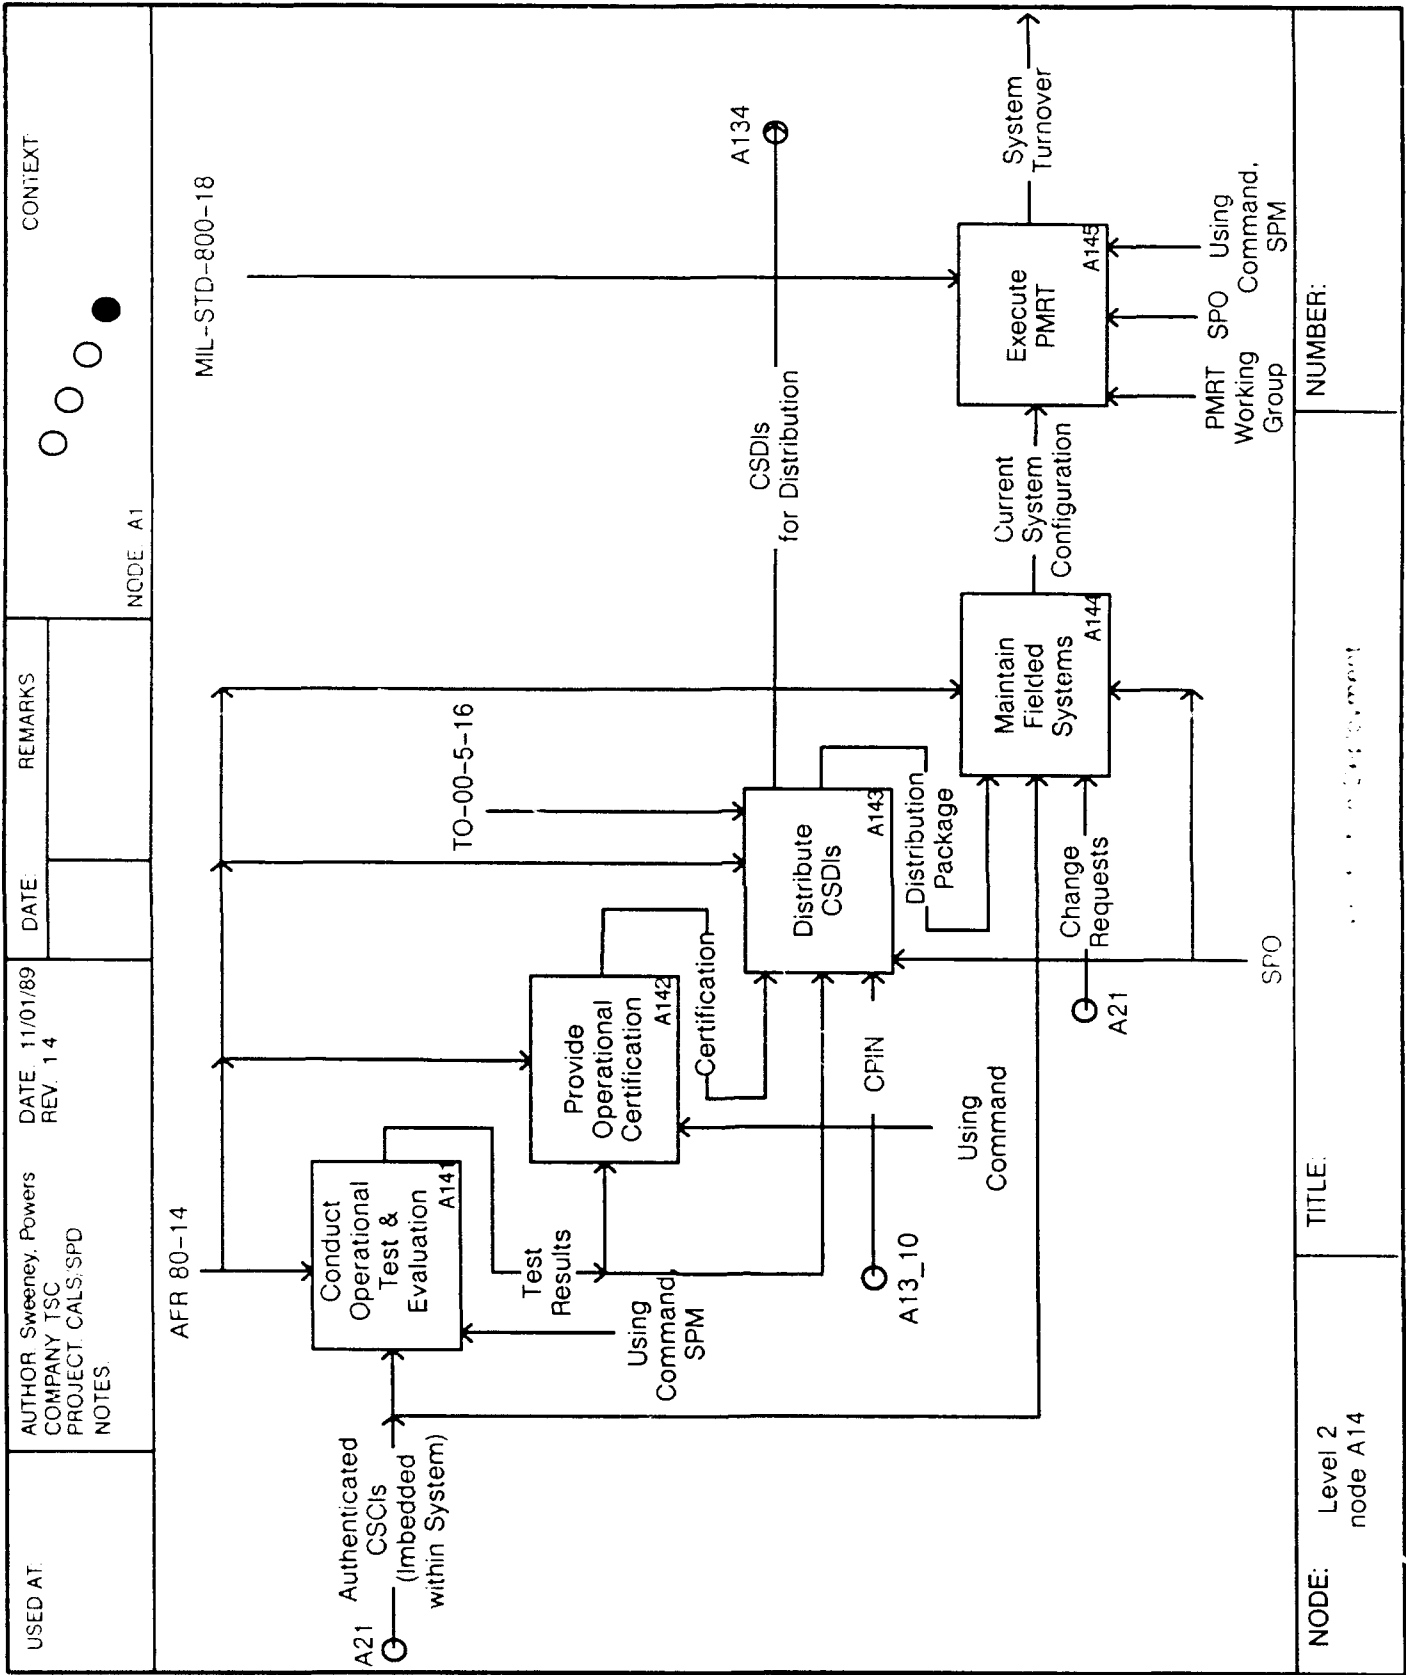 USED AT:
AUTHOR: Sweeney, Powers
COMPANY TSC
PROJECT. CALS/SPD
NOTES.
DATE. 11/01/89
REV. 1 4
DATE:
REMARKS
CONTEXT:
NODE: A1
AFR 80-14
MIL-STD-800-18
TO-00-5-16
A21
Authenticated
CSCIs
(Imbedded
within System)
Conduct
Operational
Test &
Evaluation
A141
Test
Results
Using
Command
SPM
Provide
Operational
Certification
A142
Certification
Using
Command
A13_10
CPIN
Distribute
CSDIs
A143
CSDIs
for Distribution
A134
Distribution
Package
A21
Change
Requests
SPO
Maintain
Fielded
Systems
A144
Current
System
Configuration
Execute
PMRT
A145
PMRT
Working
Group
SPO
Using
Command,
SPM
System
Turnover
NODE:
Level 2
node A14
TITLE:
NUMBER: